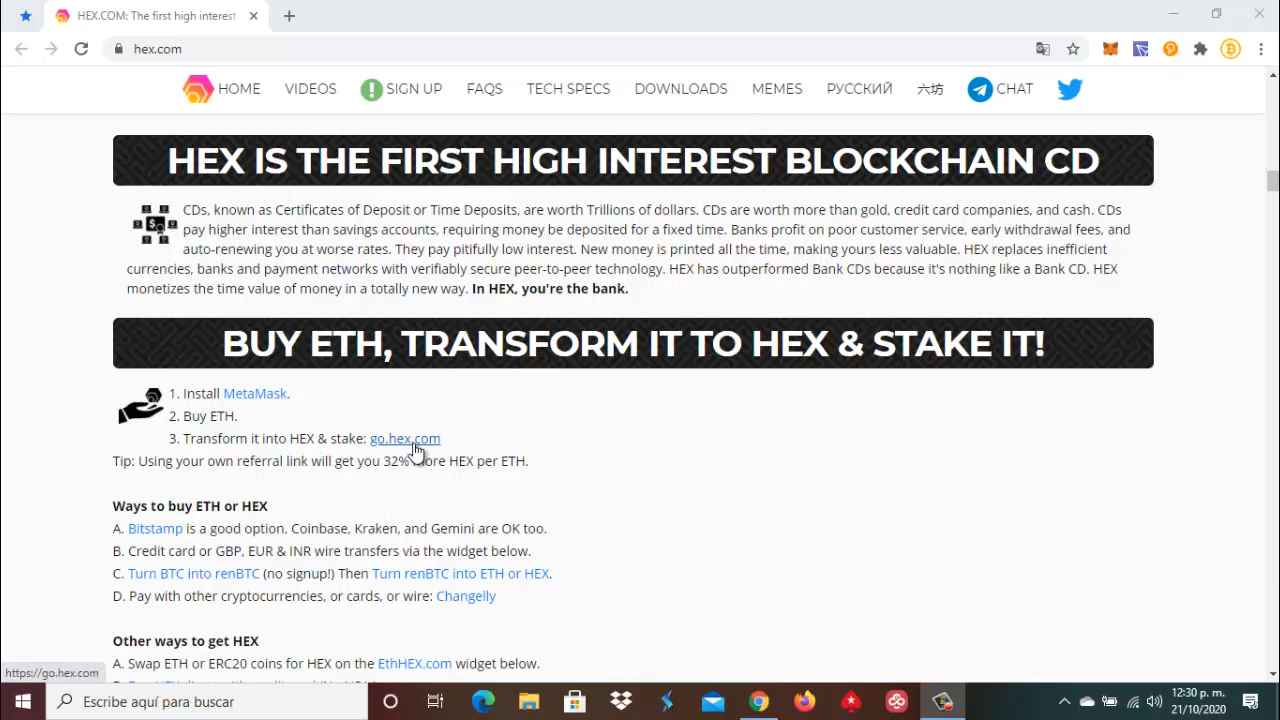 HEX.COM: The first high interest
hex.com
HOME
VIDEOS
SIGN UP
FAQS
TECH SPECS
DOWNLOADS
MEMES
РУССКИЙ
六坊
CHAT
HEX IS THE FIRST HIGH INTEREST BLOCKCHAIN CD
CDs, known as Certificates of Deposit or Time Deposits, are worth Trillions of dollars. CDs are worth more than gold, credit card companies, and cash. CDs
pay higher interest than savings accounts, requiring money be deposited for a fixed time. Banks profit on poor customer service, early withdrawal fees, and
auto-renewing you at worse rates. They pay pitifully low interest. New money is printed all the time, making yours less valuable. HEX replaces inefficient
currencies, banks and payment networks with verifiably secure peer-to-peer technology. HEX has outperformed Bank CDs because it's nothing like a Bank CD. HEX
monetizes the time value of money in a totally new way. In HEX, you're the bank.
BUY ETH, TRANSFORM IT TO HEX & STAKE IT!
1. Install MetaMask.
2. Buy ETH.
3. Transform it into HEX & stake: go.hex.com
Tip: Using your own referral link will get you 32% more HEX per ETH.
Ways to buy ETH or HEX
A. Bitstamp is a good option. Coinbase, Kraken, and Gemini are OK too.
B. Credit card or GBP, EUR & INR wire transfers via the widget below.
C. Turn BTC into renBTC (no signup!) Then Turn renBTC into ETH or HEX.
D. Pay with other cryptocurrencies, or cards, or wire: Changelly
Other ways to get HEX
A. Swap ETH or ERC20 coins for HEX on the EthHEX.com widget below.
https://go.hex.com
Escribe aquí para buscar
12:30 p. m.
21/10/2020